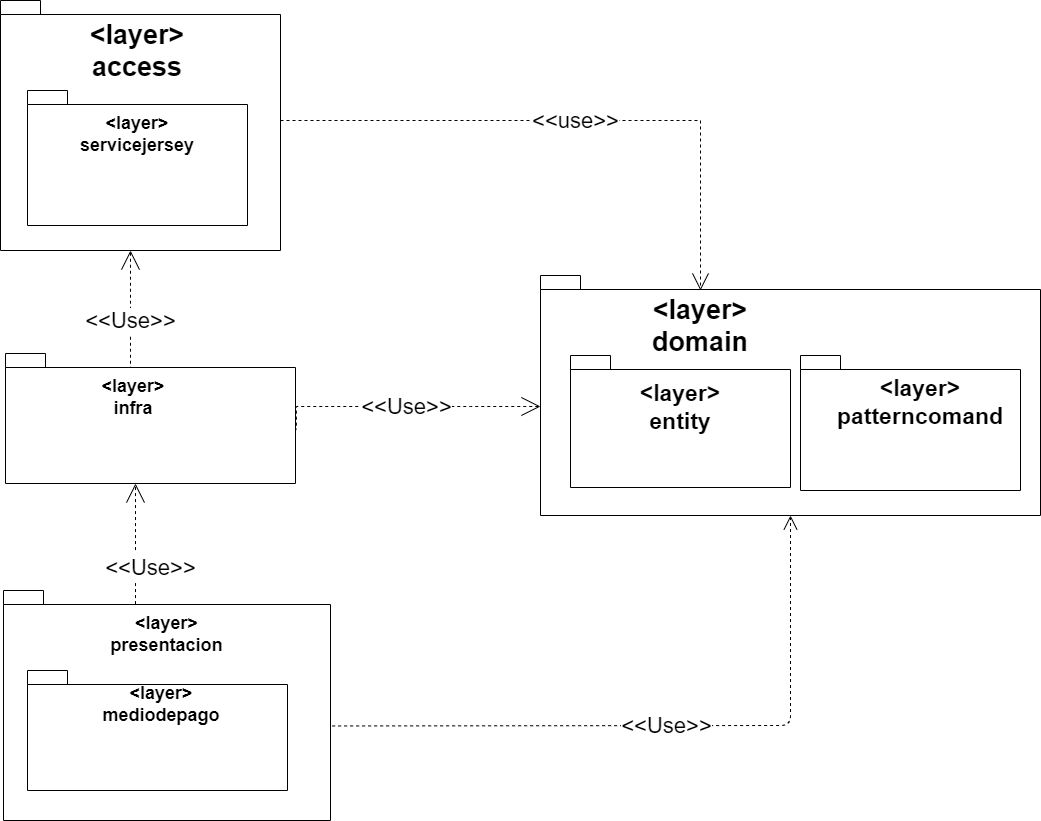 <layer>
access
<layer>
servicejersey
<<use>>
<<Use>>
<layer>
domain
<layer>
entity
<layer>
patterncomand
<layer>
infra
<<Use>>
<<Use>>
<layer>
presentacion
<layer>
mediodepago
<<Use>>